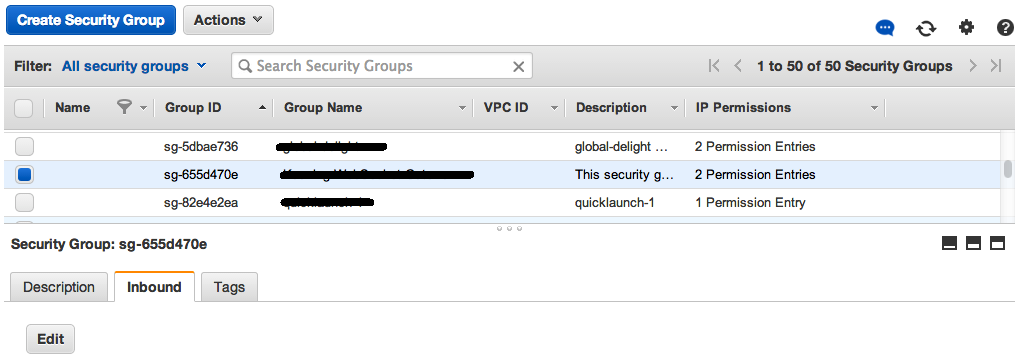 Create Security Group Actions
Filter: All security groups Search Security Groups 1 to 50 of 50 Security Groups
Name Group ID Group Name VPC ID Description IP Permissions
sg-5dbae736 global-delight ... 2 Permission Entries
sg-655d470e This security g... 2 Permission Entries
sg-82e4e2ea quicklaunch-1 1 Permission Entry
Security Group: sg-655d470e
Description Inbound Tags
Edit